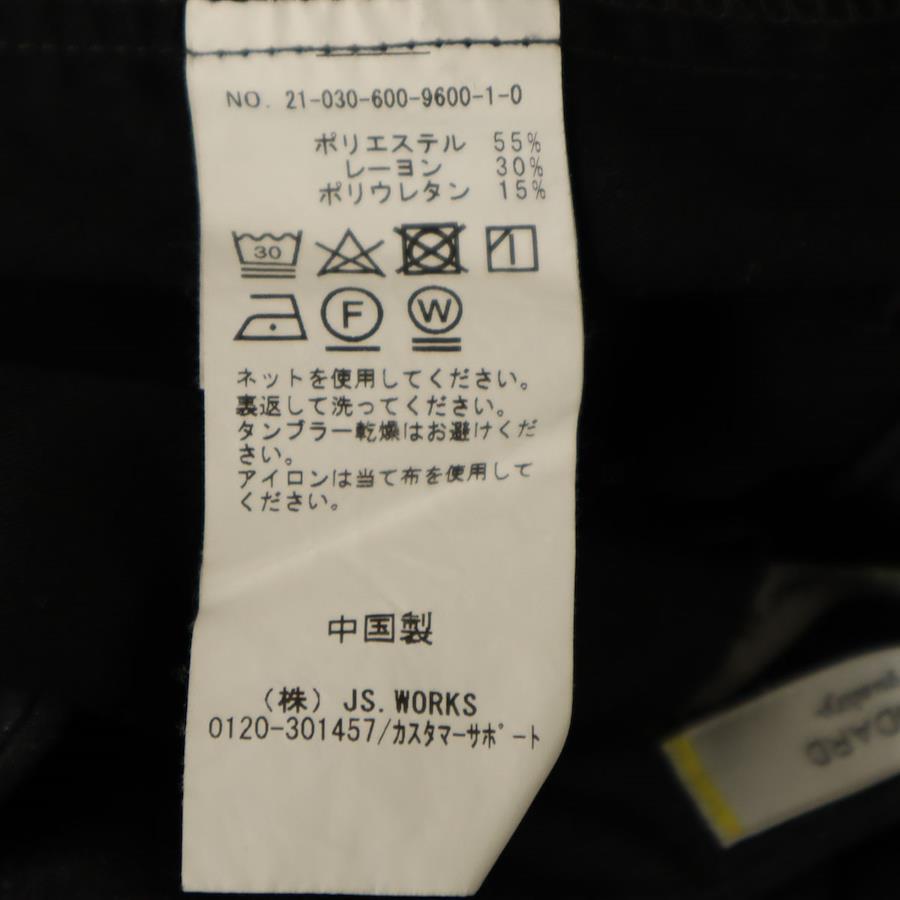 NO. 21-030-600-9600-1-0
ポリエステル 55%
レーヨン 30%
ポリウレタン 15%
30
F
W
ネットを使用してください。
裏返して洗ってください。
タンブラー乾燥はお避けくだ
さい。
アイロンは当て布を使用して
ください。
中国製
(株) JS.WORKS
0120-301457/カスタマーサポート
quality
DARD